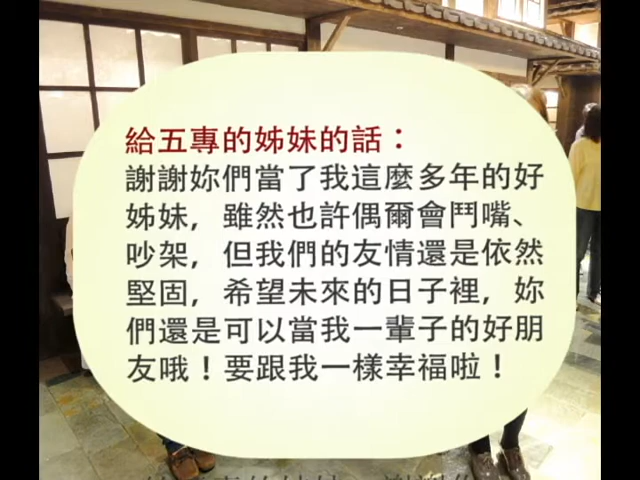 給五專的姊妹的話：
謝謝妳們當了我這麼多年的好
姊妹，雖然也許偶爾會鬥嘴、
吵架，但我們的友情還是依然
堅固，希望未來的日子裡，妳
們還是可以當我一輩子的好朋
友哦！要跟我一樣幸福啦！